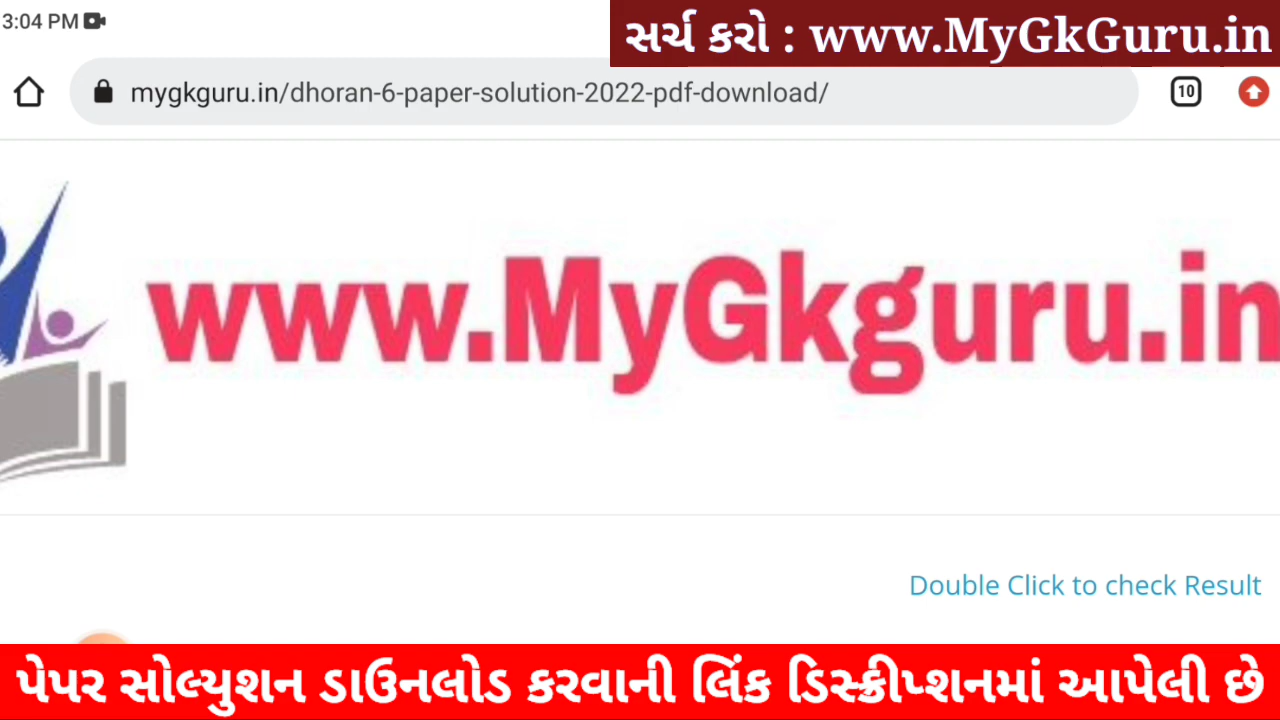 3:04 PM
સર્ચ કરો : www.MyGkGuru.in
mygkguru.in/dhoran-6-paper-solution-2022-pdf-download/
10
www.MyGkguru.in
Double Click to check Result
પેપર સોલ્યુશન ડાઉનલોડ કરવાની લિંક ડિસ્ક્રીપ્શનમાં આપેલી છે